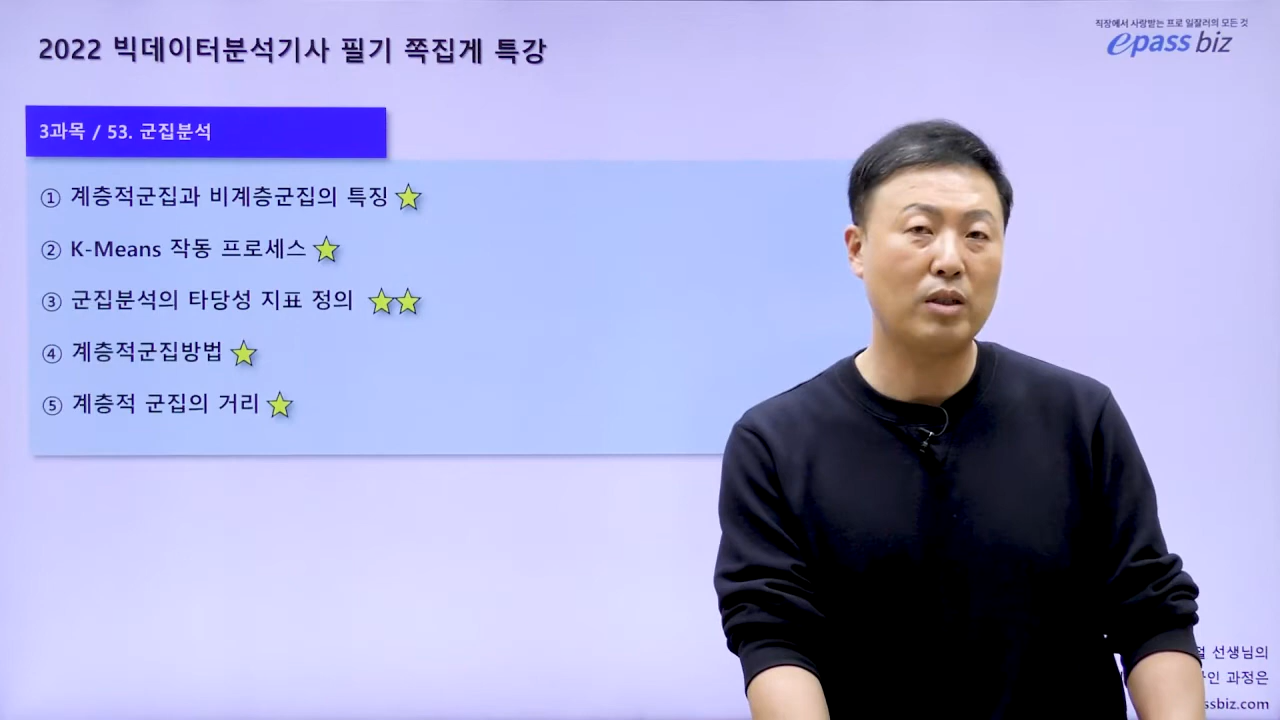 직장에서 사랑받는 프로 일잘러의 모든 것
epass biz
2022 빅데이터분석기사 필기 쪽집게 특강
3과목 / 53. 군집분석
① 계층적군집과 비계층군집의 특징
② K-Means 작동 프로세스
③ 군집분석의 타당성 지표 정의
④ 계층적군집방법
⑤ 계층적 군집의 거리
선생님의
과정은
ssbiz.com